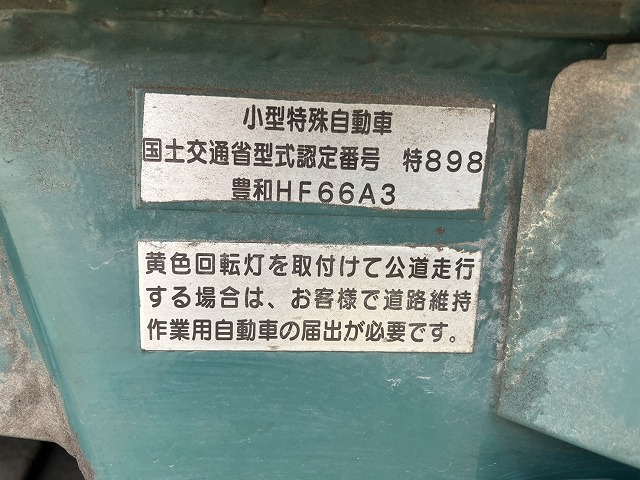 小型特殊自動車
国土交通省型式認定番号 特898
豊和HF66A3
黄色回転灯を取付けて公道走行
する場合は、お客様で道路維持
作業用自動車の届出が必要です。